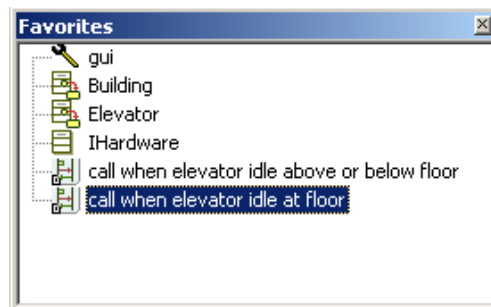 Favorites
gui
Building
Elevator
IHardware
call when elevator idle above or below floor
call when elevator idle at floor